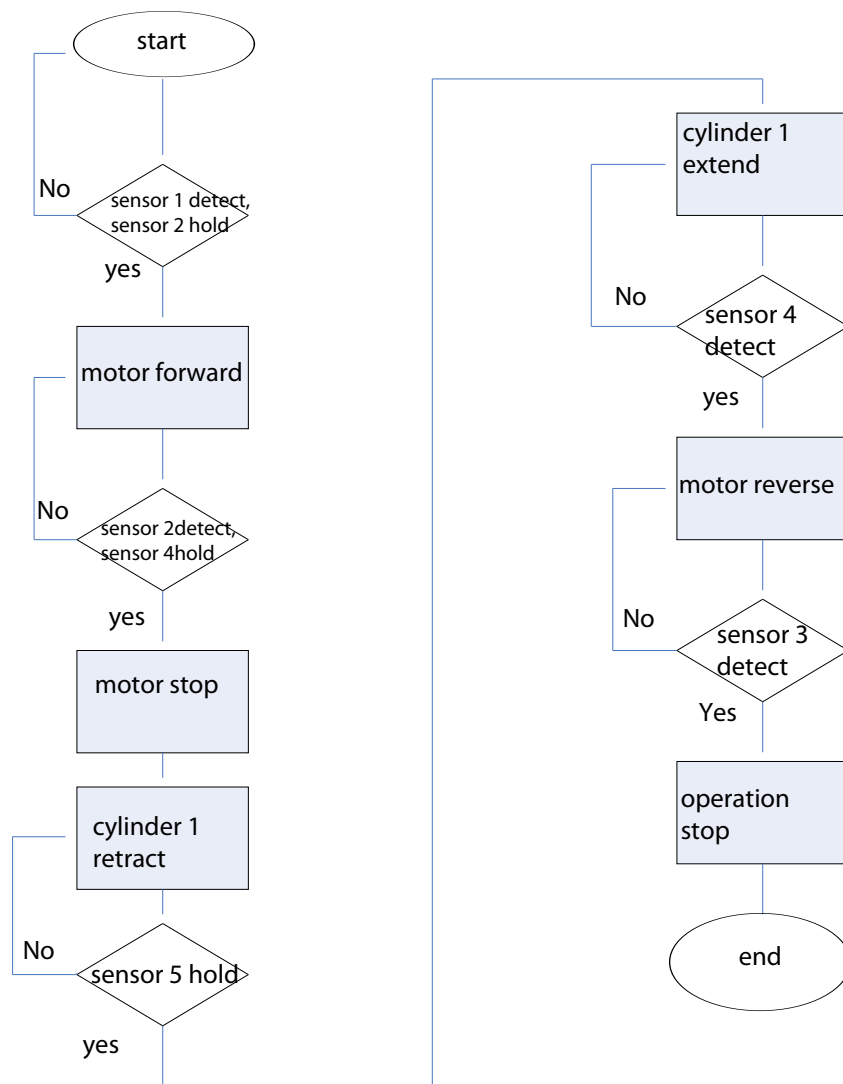 start
No
sensor 1 detect,
sensor 2 hold
yes
motor forward
No
sensor 2detect,
sensor 4hold
yes
motor stop
cylinder 1
retract
No
sensor 5 hold
yes
cylinder 1
extend
No
sensor 4
detect
yes
motor reverse
No
sensor 3
detect
Yes
operation
stop
end